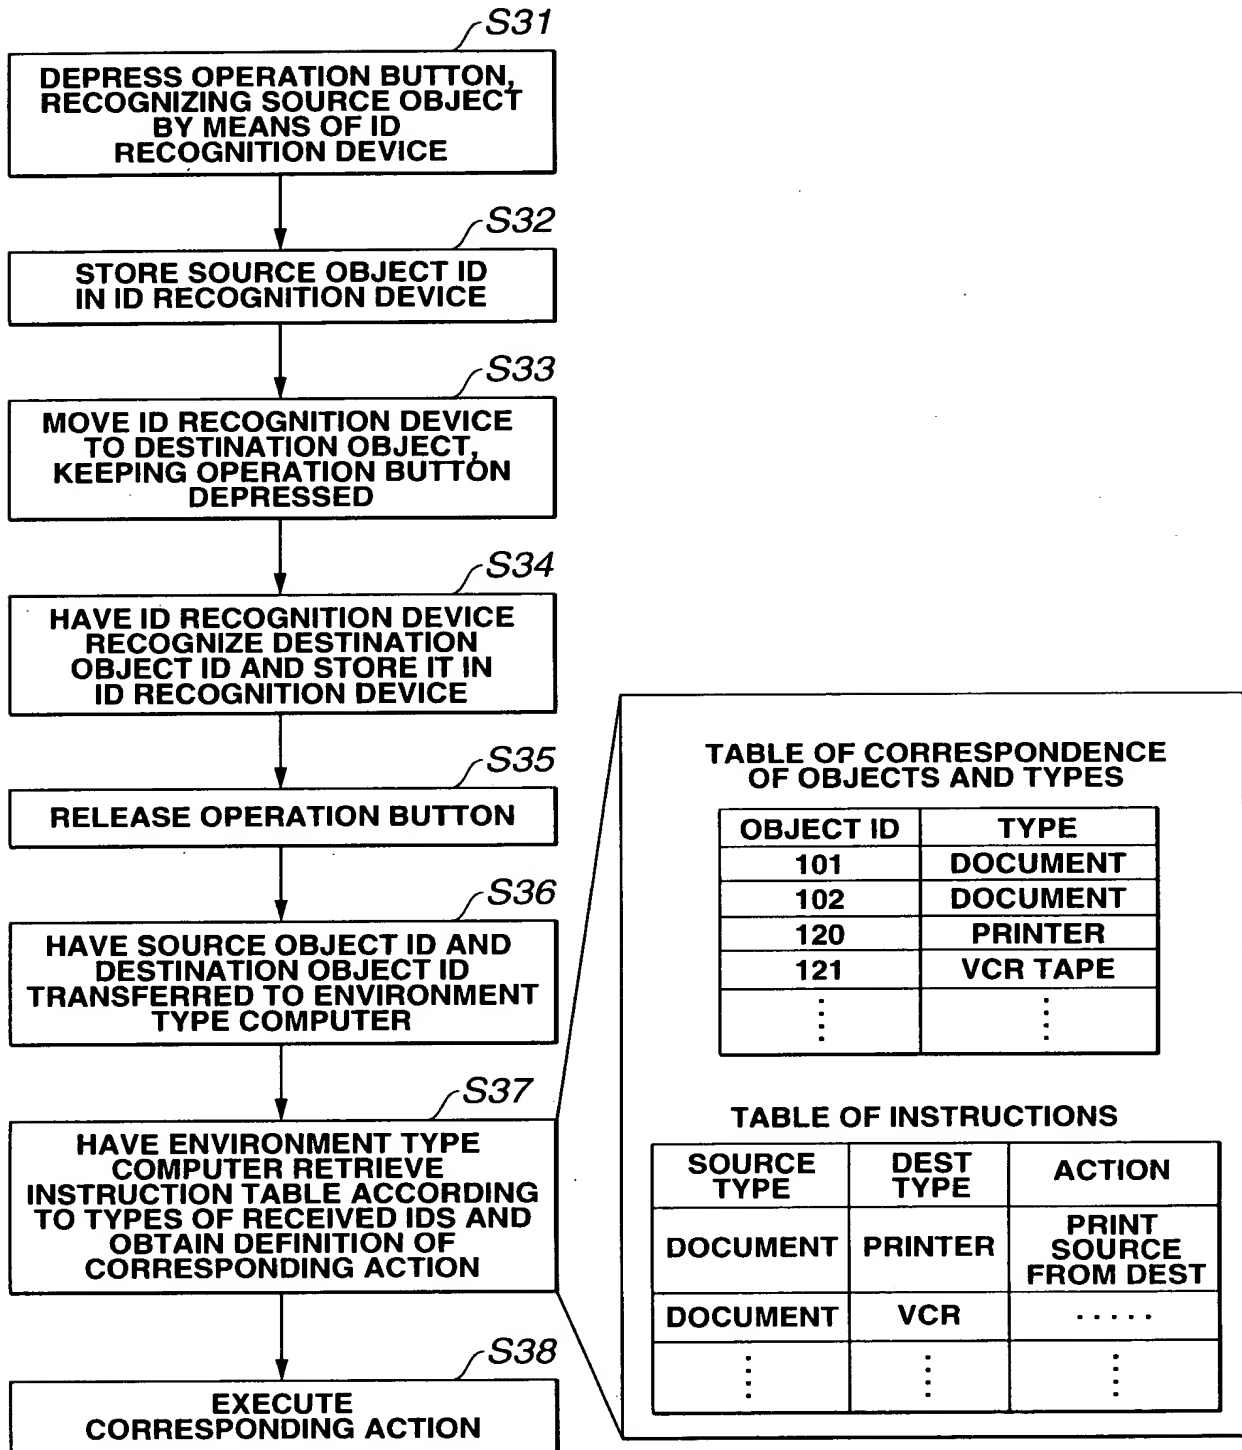 S31
DEPRESS OPERATION BUTTON,
RECOGNIZING SOURCE OBJECT
BY MEANS OF ID
RECOGNITION DEVICE
S32
STORE SOURCE OBJECT ID
IN ID RECOGNITION DEVICE
S33
MOVE ID RECOGNITION DEVICE
TO DESTINATION OBJECT,
KEEPING OPERATION BUTTON
DEPRESSED
S34
HAVE ID RECOGNITION DEVICE
RECOGNIZE DESTINATION
OBJECT ID AND STORE IT IN
ID RECOGNITION DEVICE
S35
RELEASE OPERATION BUTTON
S36
HAVE SOURCE OBJECT ID AND
DESTINATION OBJECT ID
TRANSFERRED TO ENVIRONMENT
TYPE COMPUTER
S37
HAVE ENVIRONMENT TYPE
COMPUTER RETRIEVE
INSTRUCTION TABLE ACCORDING
TO TYPES OF RECEIVED IDS AND
OBTAIN DEFINITION OF
CORRESPONDING ACTION
S38
EXECUTE
CORRESPONDING ACTION
TABLE OF CORRESPONDENCE
OF OBJECTS AND TYPES
OBJECT ID TYPE
101 DOCUMENT
102 DOCUMENT
120 PRINTER
121 VCR TAPE
TABLE OF INSTRUCTIONS
SOURCE TYPE DEST TYPE ACTION
DOCUMENT PRINTER PRINT SOURCE FROM DEST
DOCUMENT VCR .....